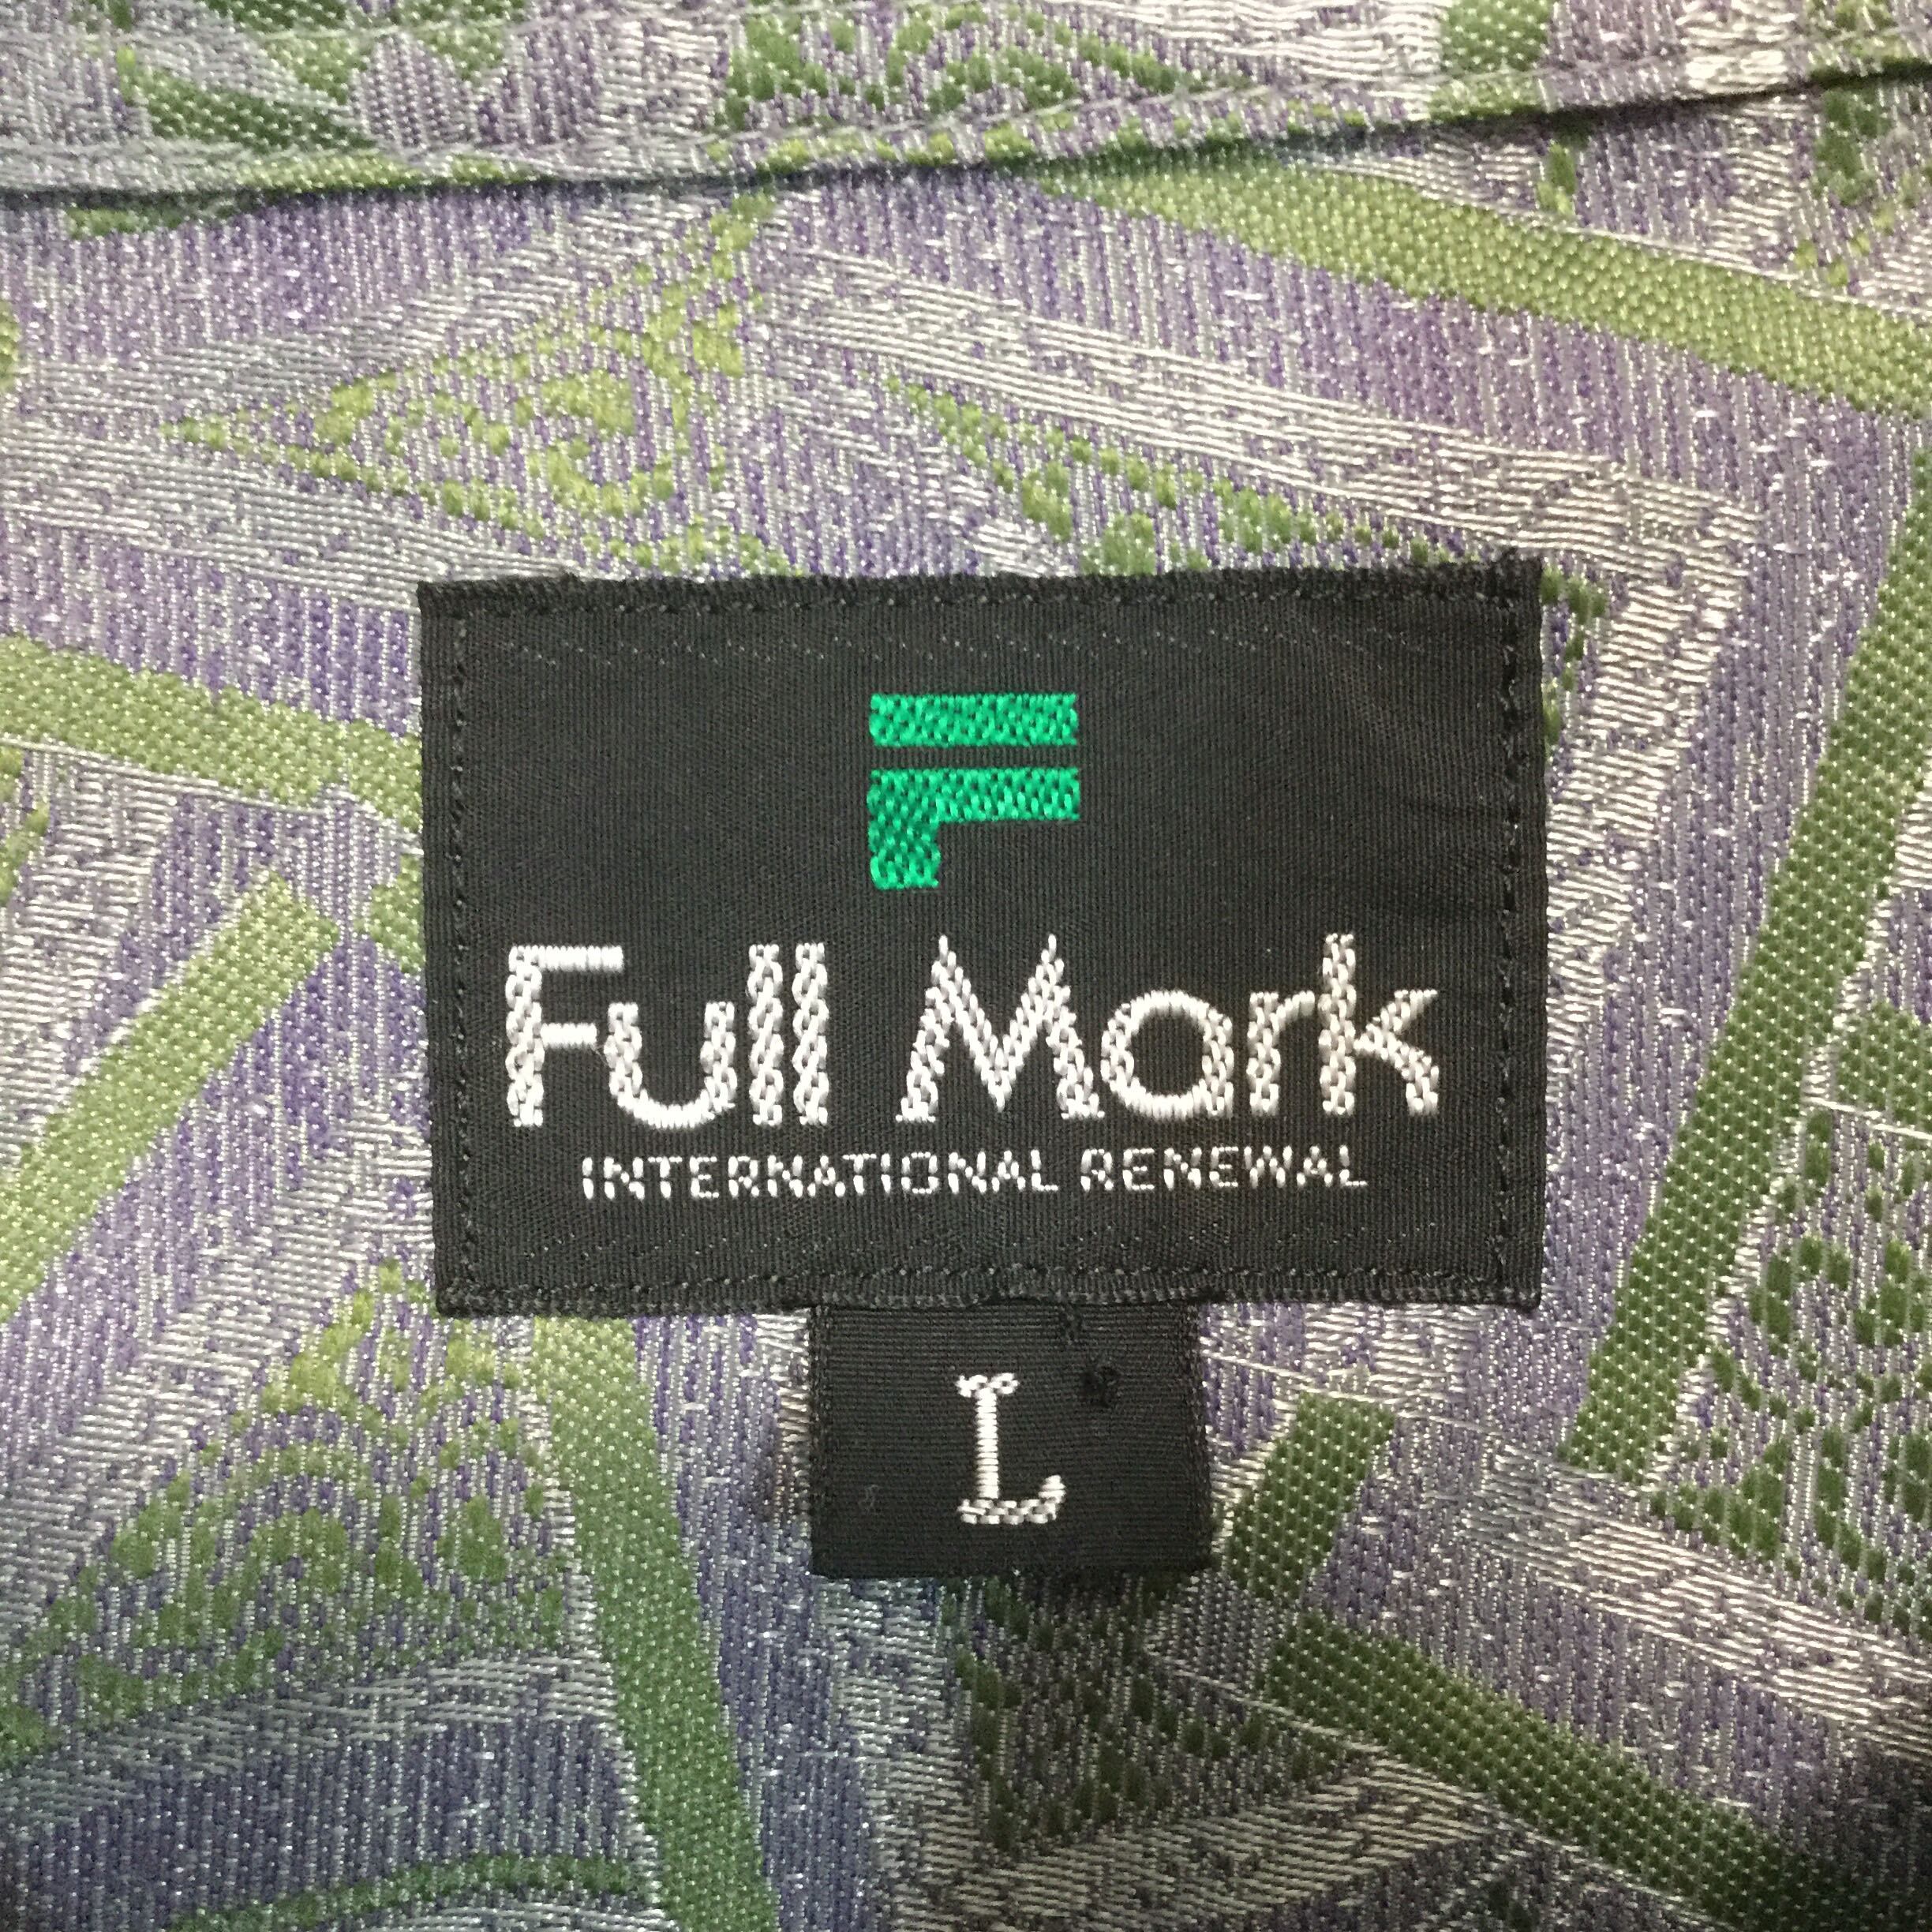 F
Full Mark
INTERNATIONAL RENEWAL
L